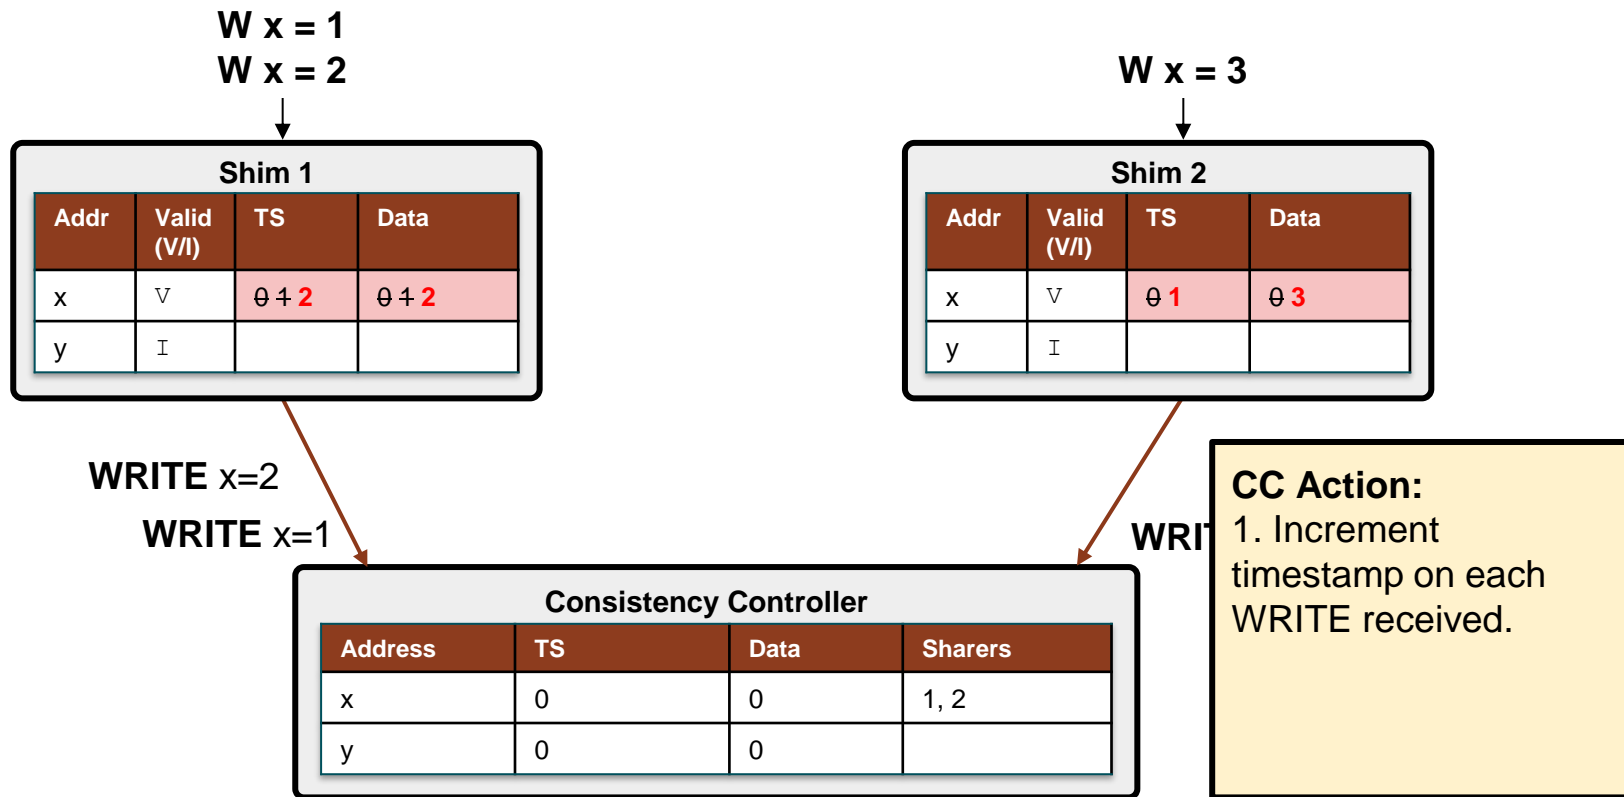 W x = 1
W x = 2
W x = 3
Shim 1
Addr Valid (V/I) TS Data
x V 0 1 2 0 1 2
y I
Shim 2
Addr Valid (V/I) TS Data
x V 0 1 0 3
y I
WRITE x=2
WRITE x=1
WRI
CC Action:
1. Increment
timestamp on each
WRITE received.
Consistency Controller
Address TS Data Sharers
x 0 0 1, 2
y 0 0